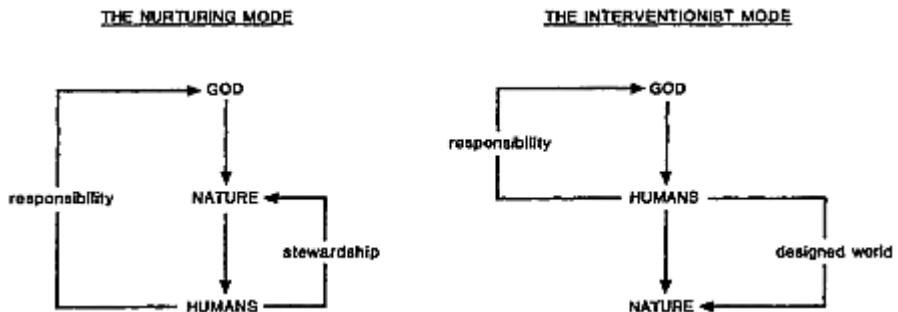 THE NURTURING MODE
GOD
responsibility
NATURE
stewardship
HUMANS
THE INTERVENTIONIST MODE
GOD
responsibility
HUMANS
designed world
NATURE